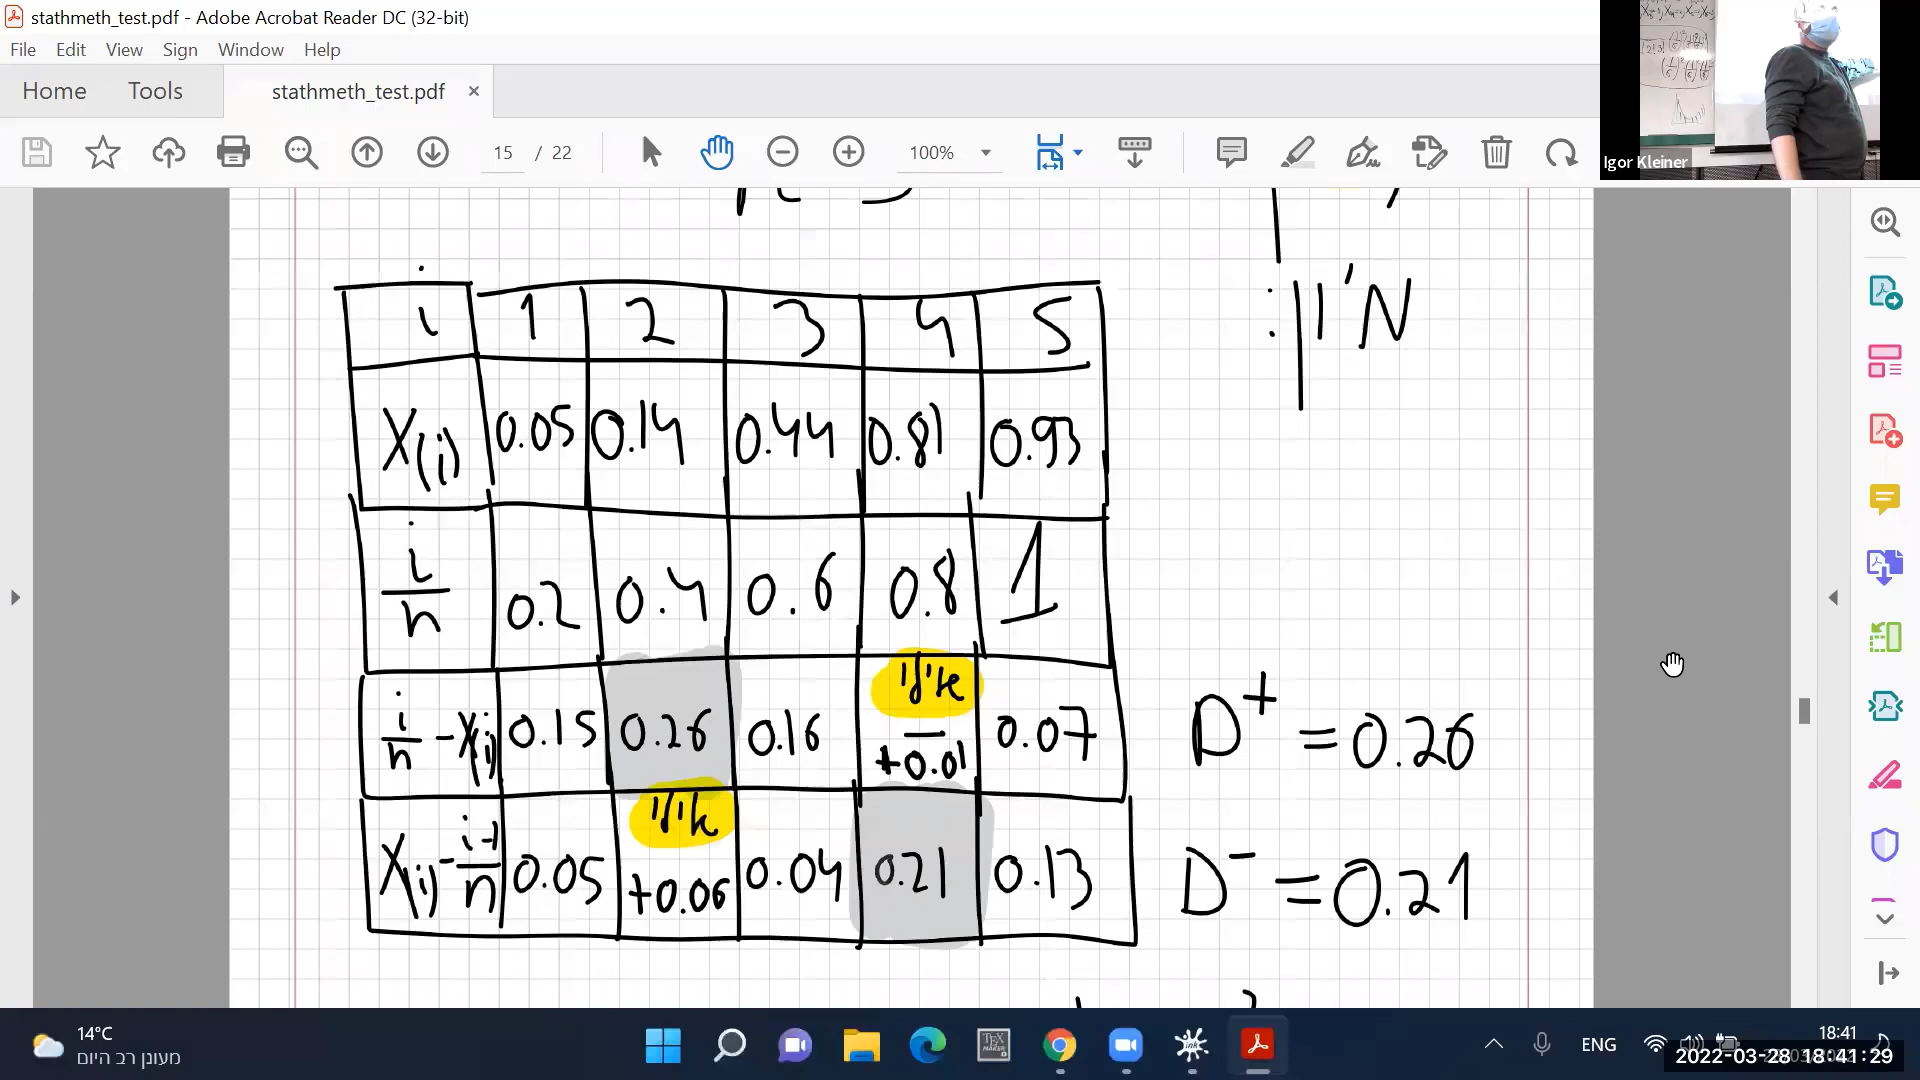 stathmeth_test.pdf - Adobe Acrobat Reader DC (32-bit)
File Edit View Sign Window Help
Home Tools stathmeth_test.pdf ×
15 / 22 100%
Igor Kleiner
i 1 2 3 4 5
X(i) 0.05 0.14 0.44 0.81 0.93
i/n 0.2 0.4 0.6 0.8 1
i/n - X(i) 0.15 0.26 0.16 +0.01 0.07
D+ = 0.26
X(i) - i-1/n 0.05 +0.06 0.04 0.21 0.13
D- = 0.21
14°C
מעונן רב היום
ENG
18:41
2022-03-28 18:41:29